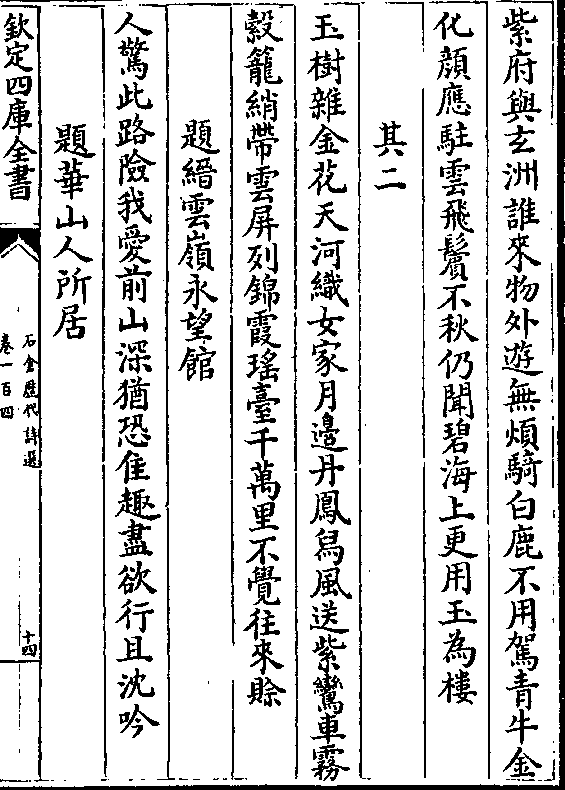 紫府與玄洲誰來物外遊無煩騎白鹿不用駕青牛金
化顔應駐雲飛鬢不秋仍聞碧海上更用玉為樓
其二
玉樹雜金花天河織女家月邉丹鳳舄風送紫鸞車霧
縠籠綃帶雲屏列錦霞瑶臺千萬里不覺往來賖
題縉雲嶺永望館
人驚此路險我愛前山深猶恐佳趣盡欲行且沈吟
題華山人所居
欽定四庫全書
石倉歴代詩選
卷一百四
十四